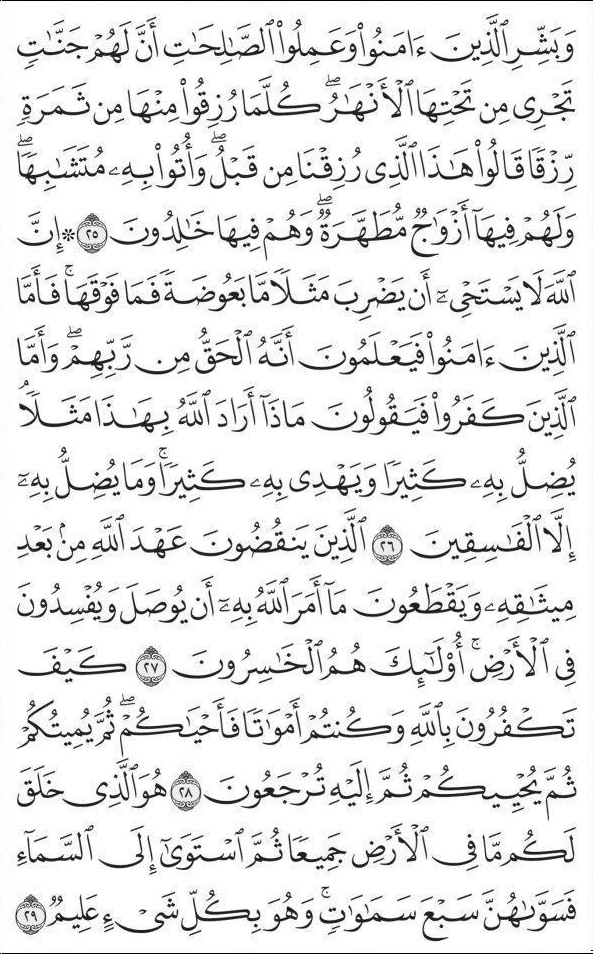 وَبَشِّرِ ٱلَّذِينَ ءَامَنُوا۟ وَعَمِلُوا۟ ٱلصَّـٰلِحَـٰتِ أَنَّ لَهُمْ جَنَّـٰتٍ
تَجْرِى مِن تَحْتِهَا ٱلْأَنْهَـٰرُ ۖ كُلَّمَا رُزِقُوا۟ مِنْهَا مِن ثَمَرَةٍ
رِّزْقًا قَالُوا۟ هَـٰذَا ٱلَّذِى رُزِقْنَا مِن قَبْلُ ۖ وَأُتُوا۟ بِهِۦ مُتَشَـٰبِهًا ۖ
وَلَهُمْ فِيهَآ أَزْوَٰجٌ مُّطَهَّرَةٌ ۖ وَهُمْ فِيهَا خَـٰلِدُونَ ٢٥ * إِنَّ
ٱللَّهَ لَا يَسْتَحْىِۦٓ أَن يَضْرِبَ مَثَلًا مَّا بَعُوضَةً فَمَا فَوْقَهَا ۚ فَأَمَّا
ٱلَّذِينَ ءَامَنُوا۟ فَيَعْلَمُونَ أَنَّهُ ٱلْحَقُّ مِن رَّبِّهِمْ ۖ وَأَمَّا
ٱلَّذِينَ كَفَرُوا۟ فَيَقُولُونَ مَاذَآ أَرَادَ ٱللَّهُ بِهَـٰذَا مَثَلًا ۘ
يُضِلُّ بِهِۦ كَثِيرًا وَيَهْدِى بِهِۦ كَثِيرًا ۚ وَمَا يُضِلُّ بِهِۦٓ
إِلَّا ٱلْفَـٰسِقِينَ ٢٦ ٱلَّذِينَ يَنقُضُونَ عَهْدَ ٱللَّهِ مِنۢ بَعْدِ
مِيثَـٰقِهِۦ وَيَقْطَعُونَ مَآ أَمَرَ ٱللَّهُ بِهِۦٓ أَن يُوصَلَ وَيُفْسِدُونَ
فِى ٱلْأَرْضِ ۚ أُو۟لَـٰٓئِكَ هُمُ ٱلْخَـٰسِرُونَ ٢٧ كَيْفَ
تَكْفُرُونَ بِٱللَّهِ وَكُنتُمْ أَمْوَٰتًا فَأَحْيَـٰكُمْ ۖ ثُمَّ يُمِيتُكُمْ
ثُمَّ يُحْيِيكُمْ ثُمَّ إِلَيْهِ تُرْجَعُونَ ٢٨ هُوَ ٱلَّذِى خَلَقَ
لَكُم مَّا فِى ٱلْأَرْضِ جَمِيعًا ثُمَّ ٱسْتَوَىٰٓ إِلَى ٱلسَّمَآءِ
فَسَوَّىٰهُنَّ سَبْعَ سَمَـٰوَٰتٍ ۚ وَهُوَ بِكُلِّ شَىْءٍ عَلِيمٌ ٢٩